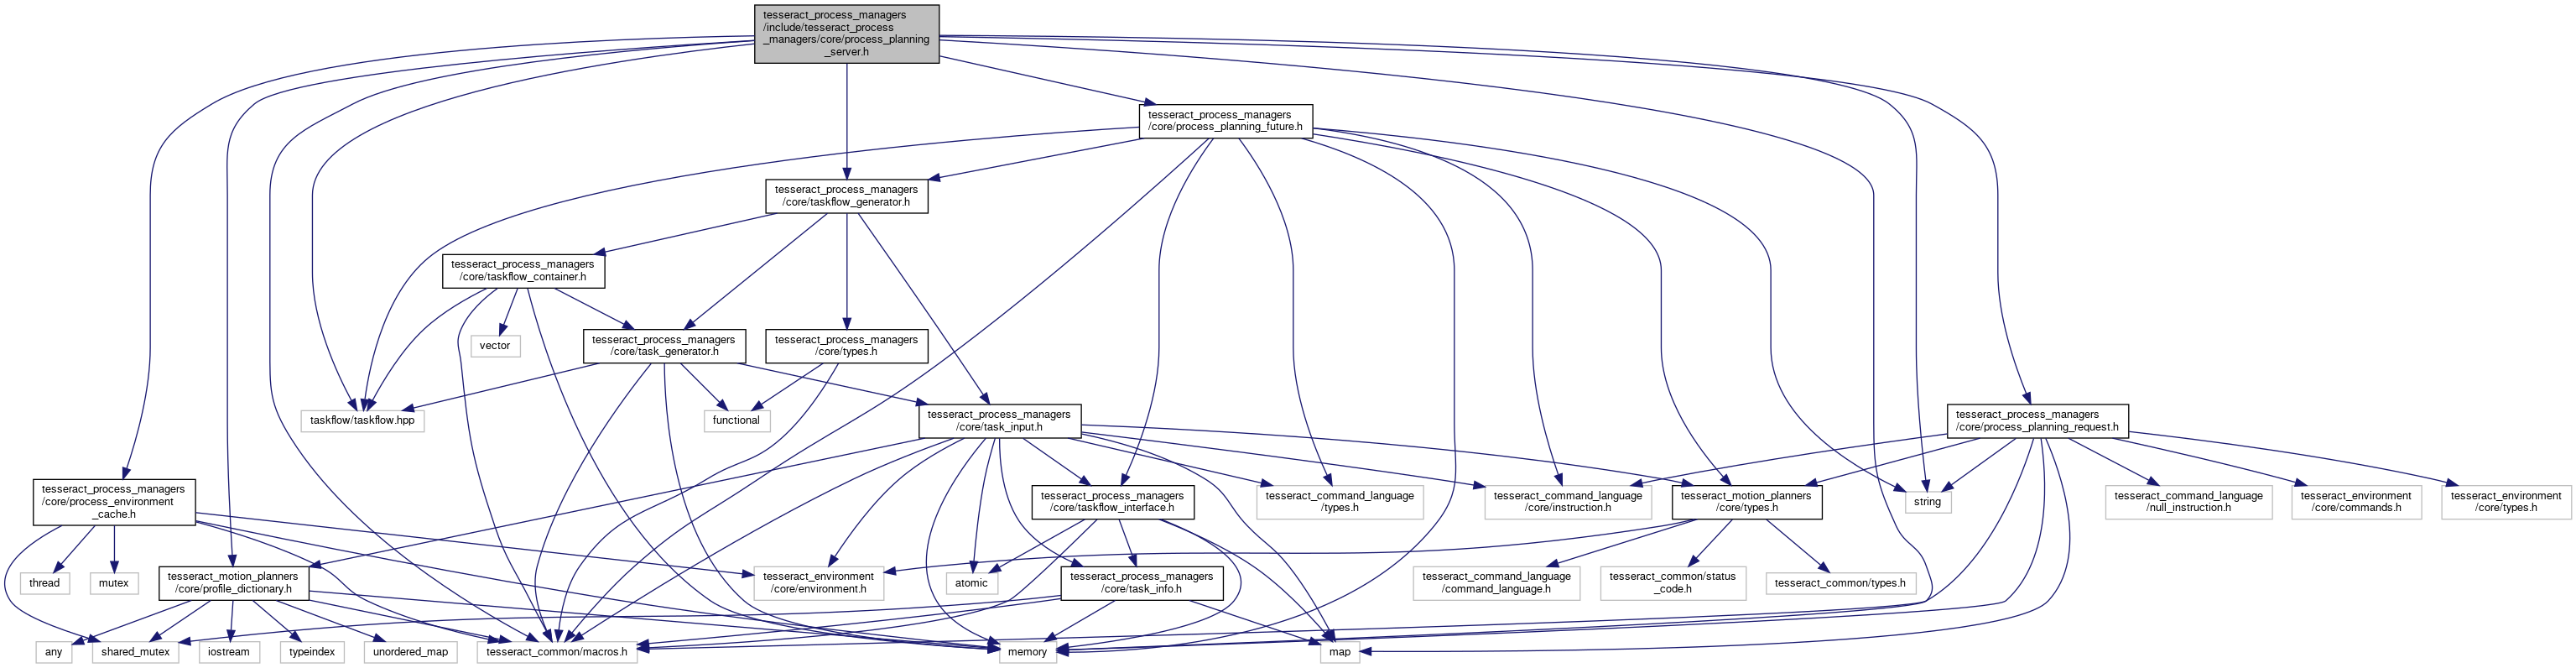 tesseract_process_managers
/include/tesseract_process
_managers/core/process_planning
_server.h
tesseract_process_managers
/core/process_planning_future.h
tesseract_process_managers
/core/taskflow_generator.h
tesseract_process_managers
/core/taskflow_container.h
vector
tesseract_process_managers
/core/task_generator.h
tesseract_process_managers
/core/types.h
taskflow/taskflow.hpp
functional
tesseract_process_managers
/core/task_input.h
tesseract_process_managers
/core/process_planning_request.h
tesseract_process_managers
/core/process_environment
_cache.h
tesseract_process_managers
/core/taskflow_interface.h
tesseract_command_language
/types.h
tesseract_command_language
/core/instruction.h
tesseract_motion_planners
/core/types.h
string
tesseract_command_language
/null_instruction.h
tesseract_environment
/core/commands.h
tesseract_environment
/core/types.h
thread
mutex
tesseract_motion_planners
/core/profile_dictionary.h
tesseract_environment
/core/environment.h
atomic
tesseract_process_managers
/core/task_info.h
tesseract_command_language
/command_language.h
tesseract_common/status
_code.h
tesseract_common/types.h
any
shared_mutex
iostream
typeindex
unordered_map
tesseract_common/macros.h
memory
map